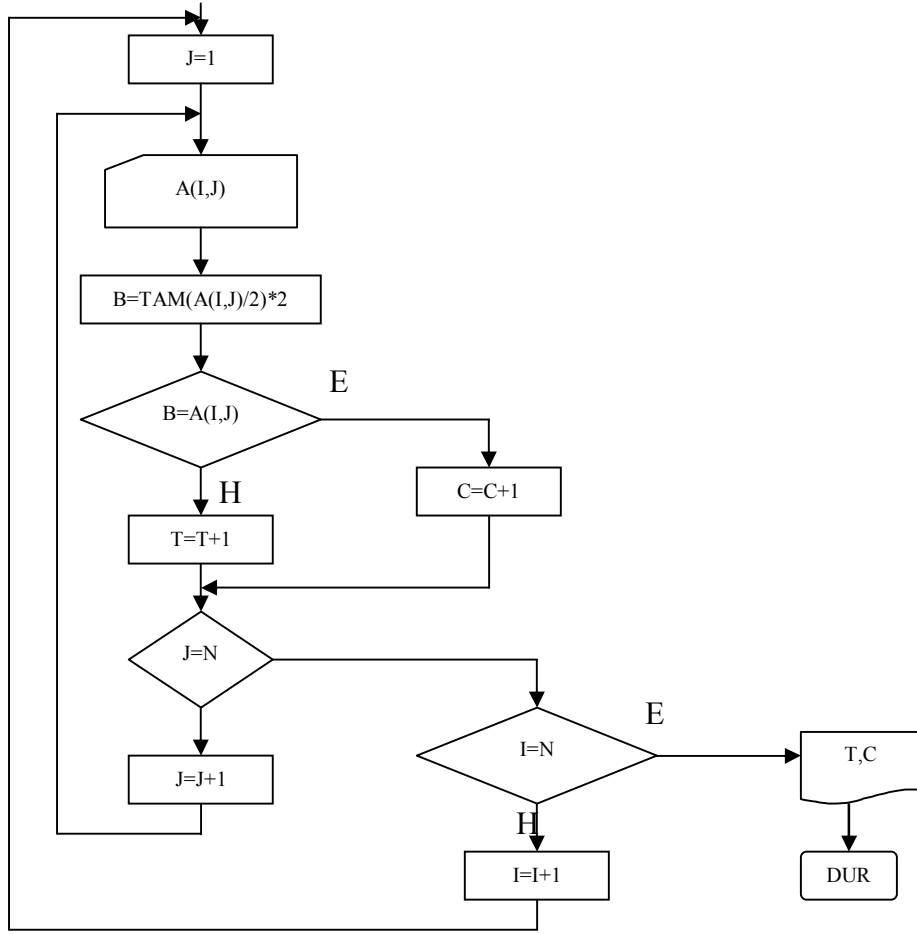 J=1
A(I,J)
B=TAM(A(I,J)/2)*2
E
B=A(I,J)
C=C+1
H
T=T+1
J=N
E
I=N
T,C
J=J+1
H
I=I+1
DUR